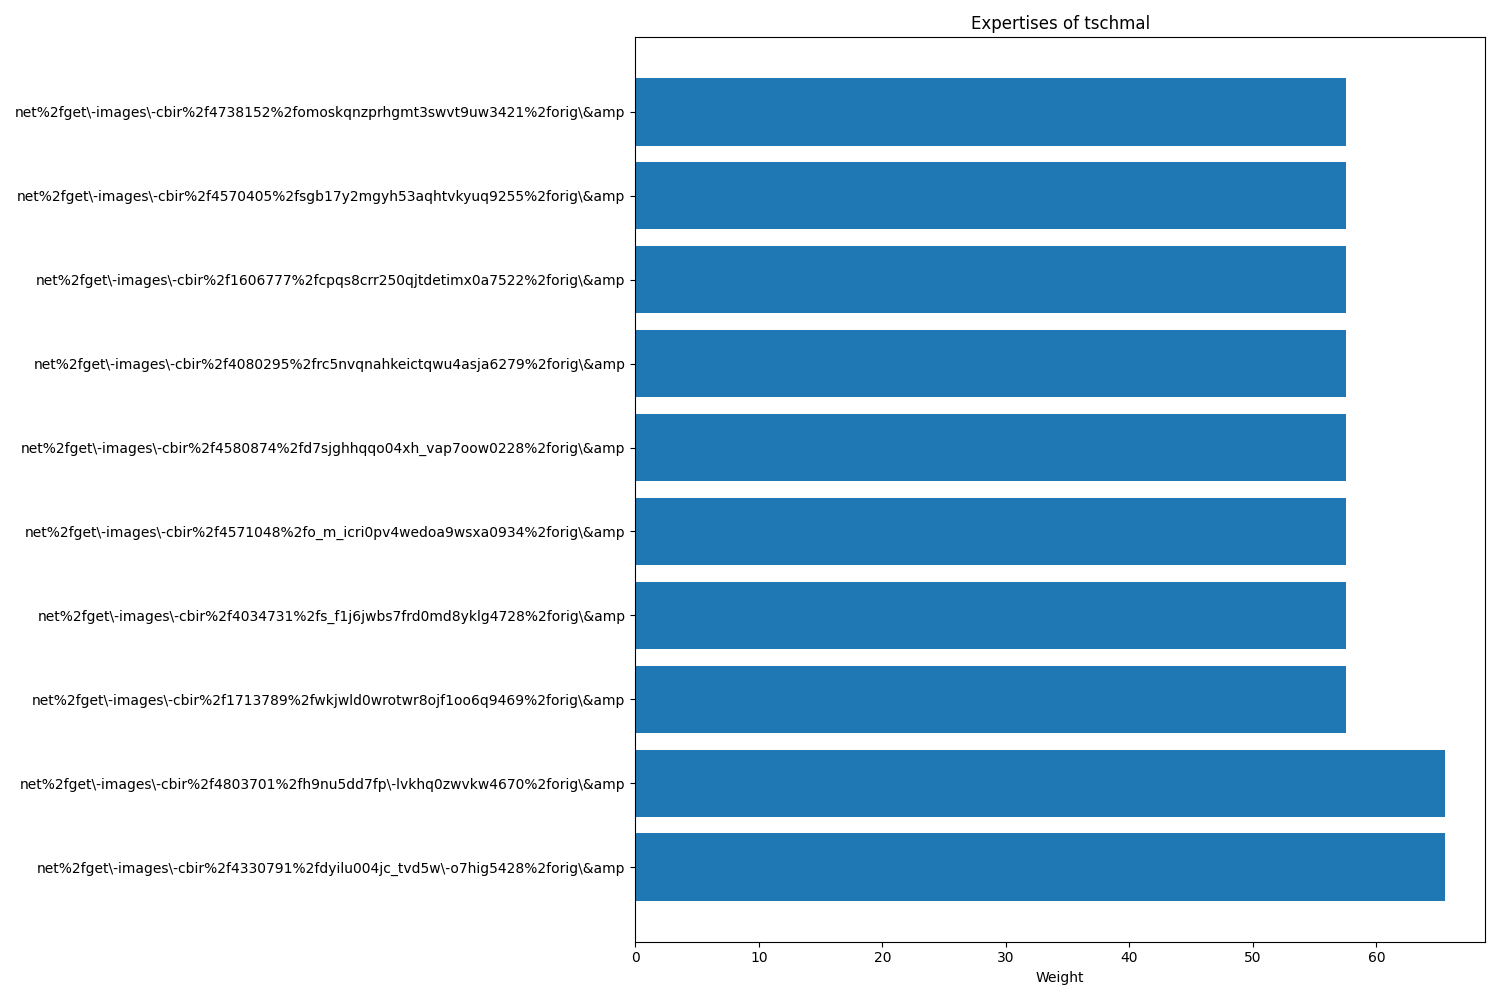 Expertises of tschmal
net%2fget\-images\-cbir%2f4738152%2fomoskqnzprhgmt3swvt9uw3421%2forig\&amp
net%2fget\-images\-cbir%2f4570405%2fsgb17y2mgyh53aqhtvkyuq9255%2forig\&amp
net%2fget\-images\-cbir%2f1606777%2fcpqs8crr250qjtdetimx0a7522%2forig\&amp
net%2fget\-images\-cbir%2f4080295%2frc5nvqnahkeictqwu4asja6279%2forig\&amp
net%2fget\-images\-cbir%2f4580874%2fd7sjghhqqo04xh_vap7oow0228%2forig\&amp
net%2fget\-images\-cbir%2f4571048%2fo_m_icri0pv4wedoa9wsxa0934%2forig\&amp
net%2fget\-images\-cbir%2f4034731%2fs_f1j6jwbs7frd0md8yklg4728%2forig\&amp
net%2fget\-images\-cbir%2f1713789%2fwkjwld0wrotwr8ojf1oo6q9469%2forig\&amp
net%2fget\-images\-cbir%2f4803701%2fh9nu5dd7fp\-lvkhq0zwvkw4670%2forig\&amp
net%2fget\-images\-cbir%2f4330791%2fdyilu004jc_tvd5w\-o7hig5428%2forig\&amp
0 10 20 30 40 50 60
Weight